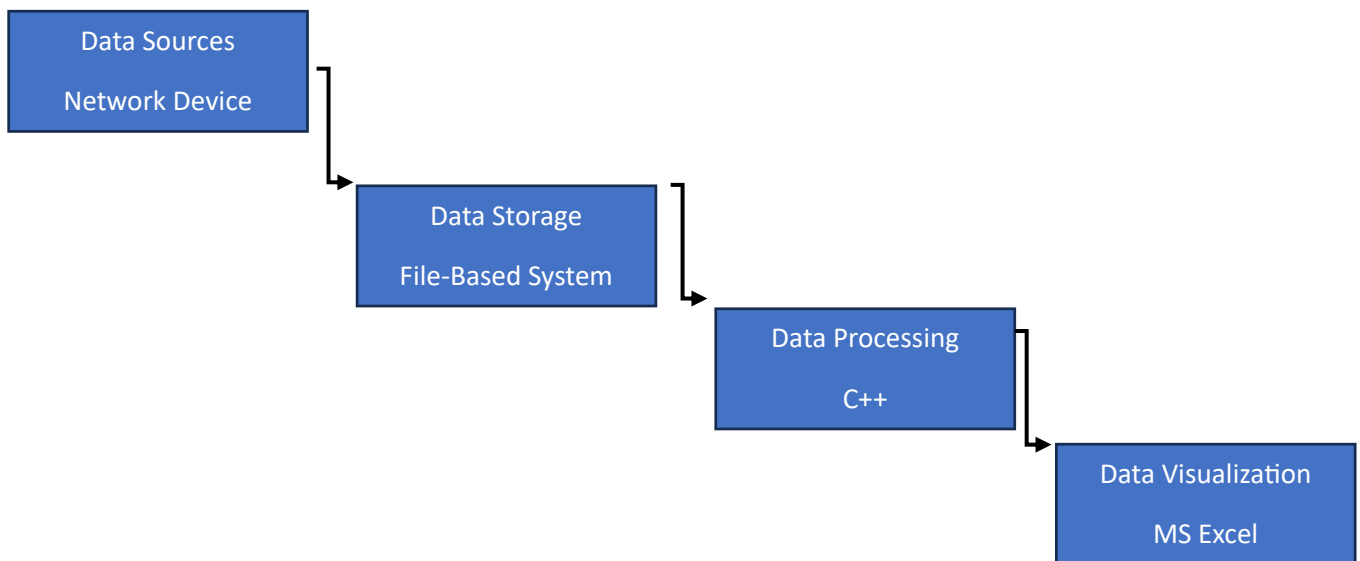 Data Sources
Network Device
Data Storage
File-Based System
Data Processing
C++
Data Visualization
MS Excel